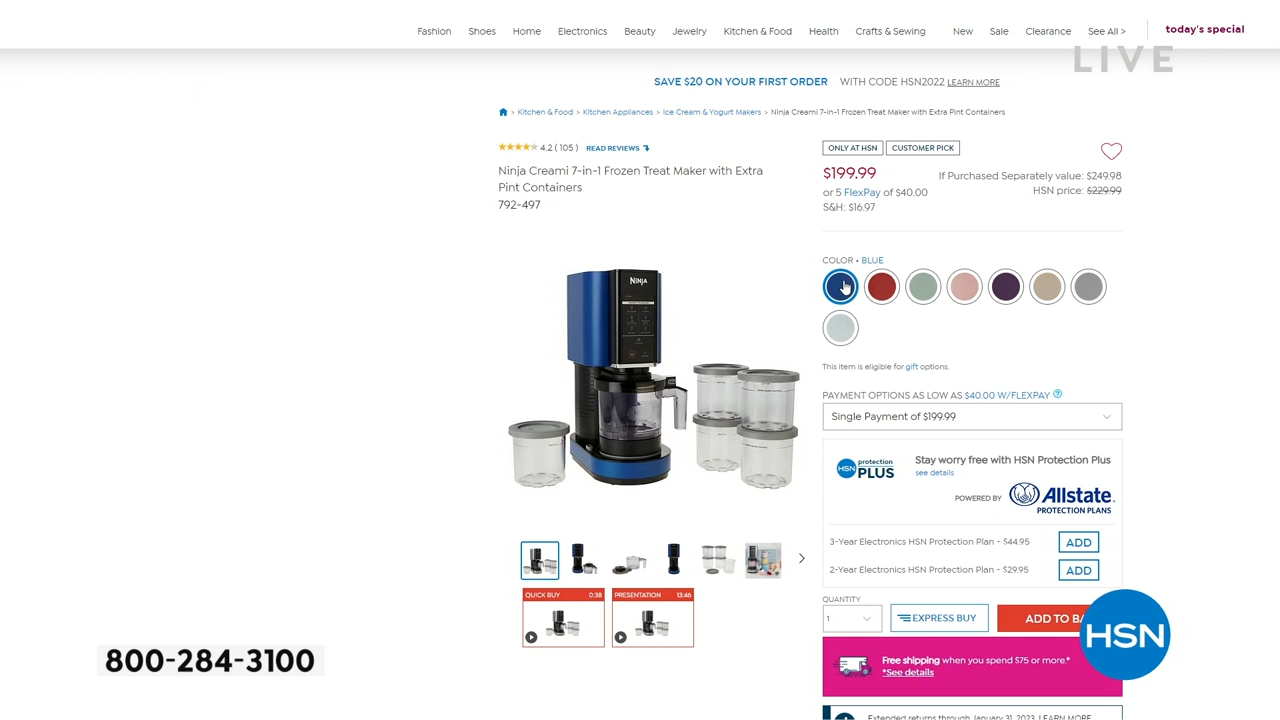 Fashion Shoes Home Electronics Beauty Jewelry Kitchen & Food Health Crafts & Sewing New Sale Clearance See All > today's special
LIVE
SAVE $20 ON YOUR FIRST ORDER WITH CODE HSN2022 LEARN MORE
> Kitchen & Food > Kitchen Appliances > Ice Cream & Yogurt Makers > Ninja Creami 7-in-1 Frozen Treat Maker with Extra Pint Containers
4.2 ( 105 ) READ REVIEWS
Ninja Creami 7-in-1 Frozen Treat Maker with Extra
Pint Containers
792-497
NINJA
ONLY AT HSN CUSTOMER PICK
$199.99 If Purchased Separately value: $249.98
or 5 FlexPay of $40.00 HSN price: $229.99
S&H: $16.97
COLOR • BLUE
This item is eligible for gift options.
PAYMENT OPTIONS AS LOW AS $40.00 W/FLEXPAY ?
Single Payment of $199.99
HSN protection PLUS
Stay worry free with HSN Protection Plus
see details
POWERED BY Allstate.
PROTECTION PLANS
3-Year Electronics HSN Protection Plan - $44.95 ADD
2-Year Electronics HSN Protection Plan - $29.95 ADD
QUICK BUY 0:38 PRESENTATION 13:46
QUANTITY
1 EXPRESS BUY ADD TO BA
HSN
Free shipping when you spend $75 or more.*
*See details
Extended returns through January 31, 2023. LEARN MORE
800-284-3100